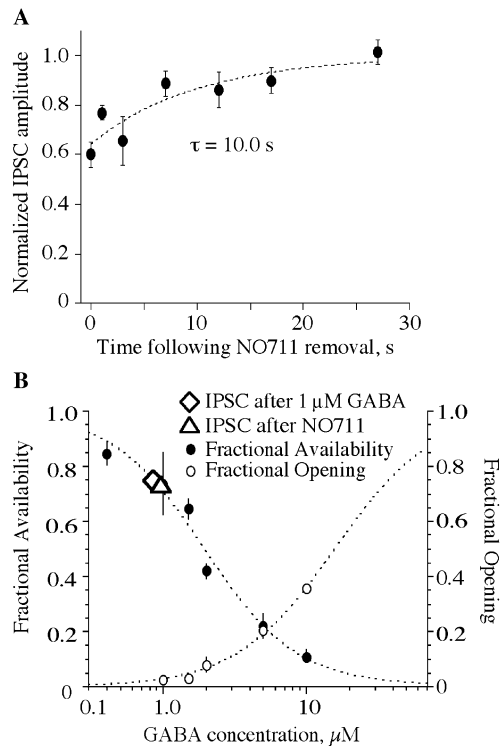 A
Normalized IPSC amplitude
1.0
0.8
0.6
0.4
0.2
0
τ = 10.0 s
0 10 20 30
Time following NO711 removal, s
B
IPSC after 1 μM GABA
IPSC after NO711
Fractional Availability
Fractional Opening
Fractional Availability
1.0
0.8
0.6
0.4
0.2
0
1.0
0.8
0.6
0.4
0.2
0
Fractional Opening
0.1 1.0 10
GABA concentration, μM